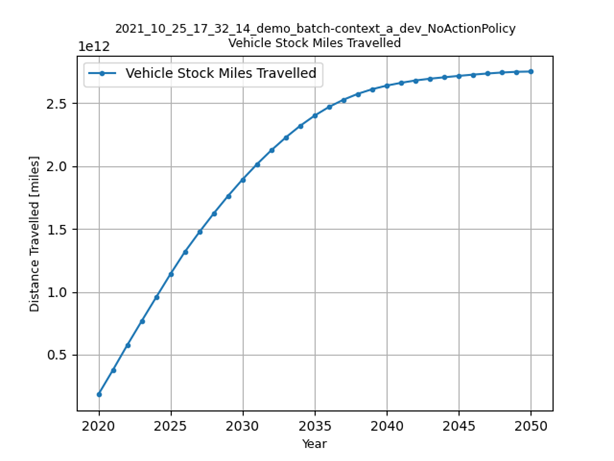 2021_10_25_17_32_14_demo_batch-context_a_dev_NoActionPolicy
Vehicle Stock Miles Travelled
1e12
Vehicle Stock Miles Travelled
2.5
2.0
1.5
1.0
0.5
Distance Travelled [miles]
2020 2025 2030 2035 2040 2045 2050
Year